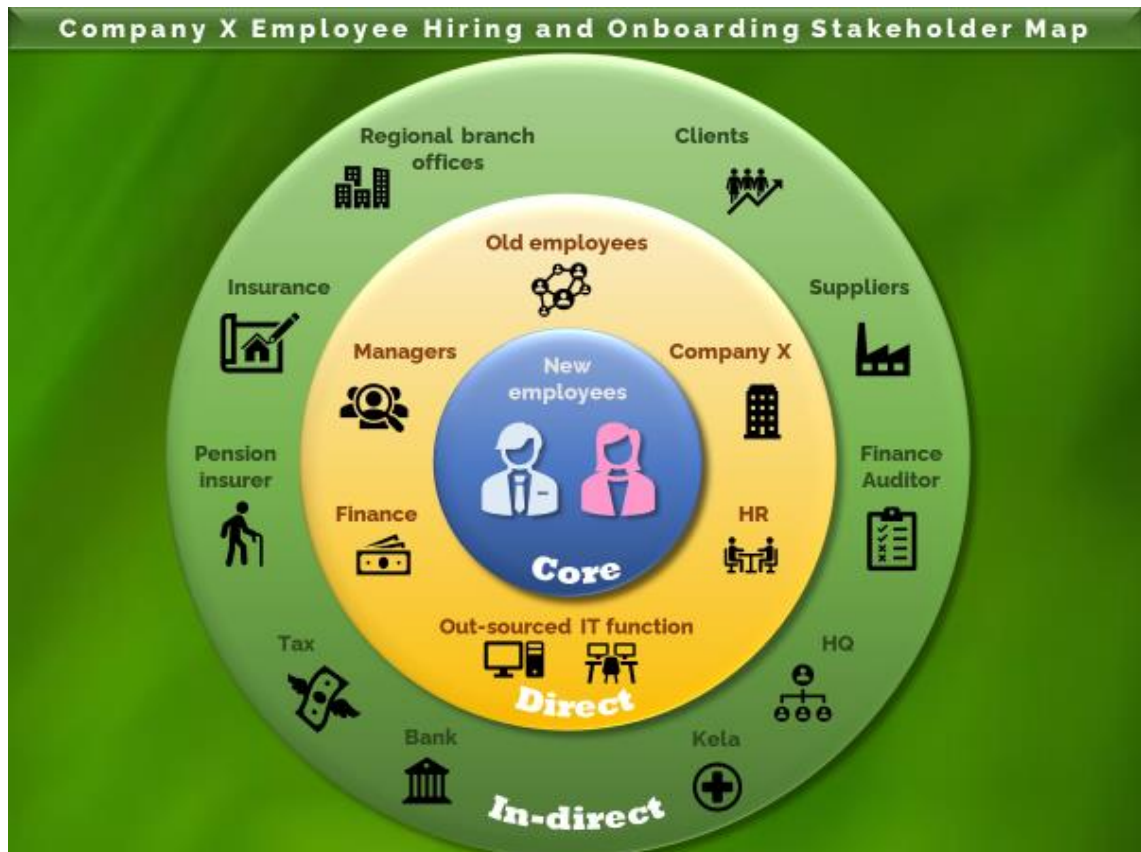 Company X Employee Hiring and Onboarding Stakeholder Map
Regional branch
offices
Clients
Old employees
Insurance
Suppliers
Managers
Company X
New
employees
Pension
insurer
Finance
Auditor
Finance
HR
Core
Out-sourced IT function
Tax
HQ
Direct
Bank
Kela
In-direct